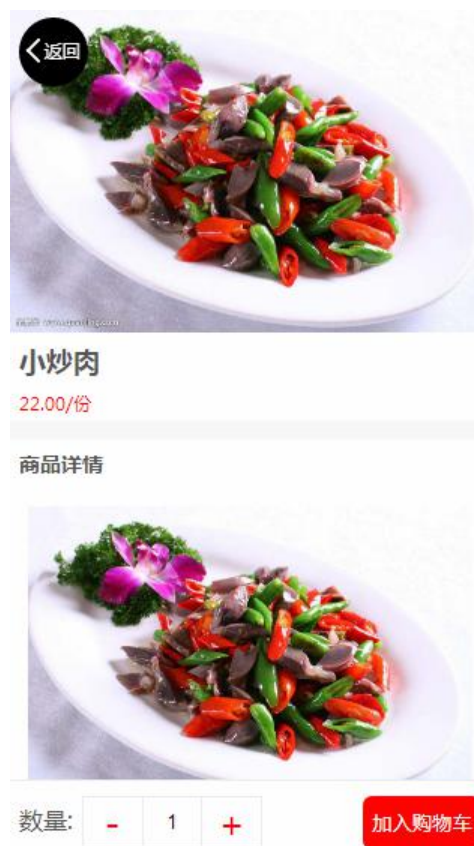 返回
小炒肉
22.00/份
商品详情
数量: - 1 + 加入购物车